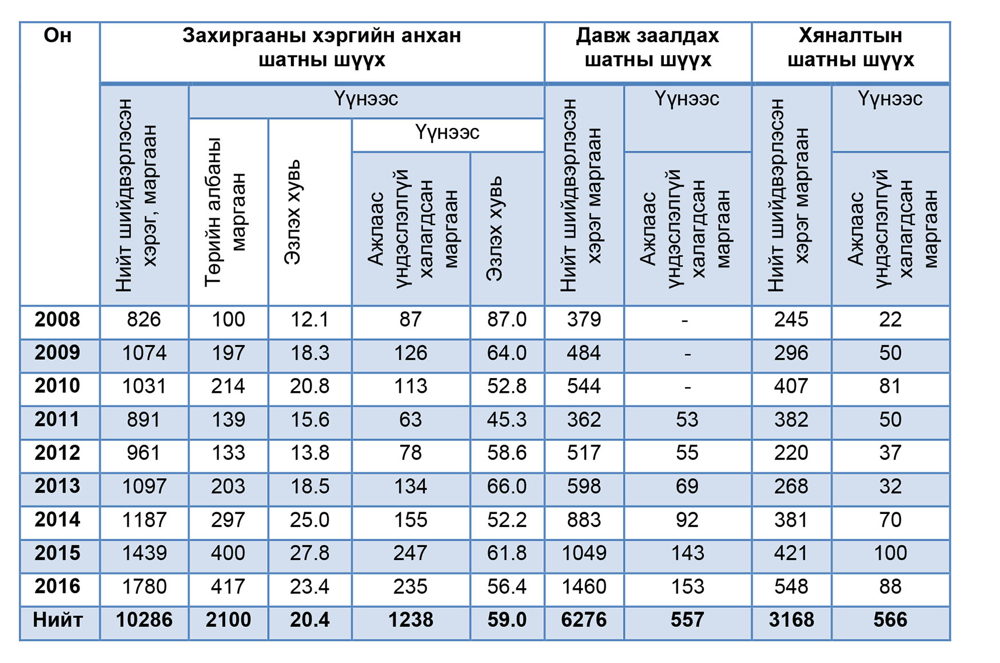 Он
Захиргааны хэргийн анхан
шатны шүүх
Давж заалдах
шатны шүүх
Хяналтын
шатны шүүх
Нийт шийдвэрлэсэн
хэрэг, маргаан
Үүнээс
Төрийн албаны
маргаан
Эзлэх хувь
Үүнээс
Ажлаас
үндэслэлгүй
халагдсан
маргаан
Эзлэх хувь
Нийт шийдвэрлэсэн
хэрэг маргаан
Үүнээс
Ажлаас
үндэслэлгүй
халагдсан
маргаан
Нийт шийдвэрлэсэн
хэрэг маргаан
Үүнээс
Ажлаас
үндэслэлгүй
халагдсан
маргаан
2008 826 100 12.1 87 87.0 379 - 245 22
2009 1074 197 18.3 126 64.0 484 - 296 50
2010 1031 214 20.8 113 52.8 544 - 407 81
2011 891 139 15.6 63 45.3 362 53 382 50
2012 961 133 13.8 78 58.6 517 55 220 37
2013 1097 203 18.5 134 66.0 598 69 268 32
2014 1187 297 25.0 155 52.2 883 92 381 70
2015 1439 400 27.8 247 61.8 1049 143 421 100
2016 1780 417 23.4 235 56.4 1460 153 548 88
Нийт 10286 2100 20.4 1238 59.0 6276 557 3168 566